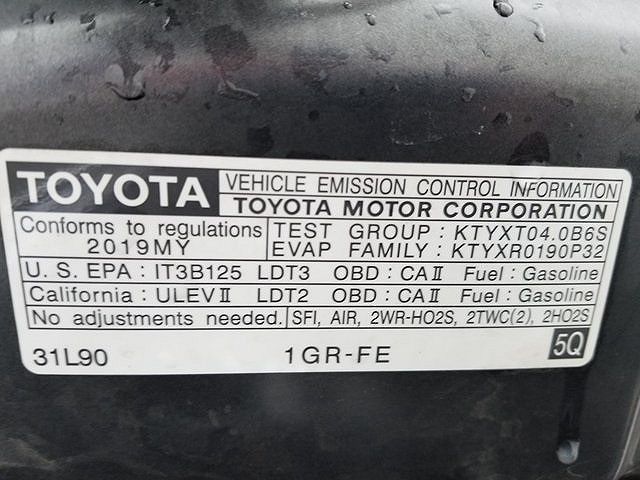 TOYOTA VEHICLE EMISSION CONTROL INFORMATION
TOYOTA MOTOR CORPORATION
Conforms to regulations TEST GROUP : KTYXT04.0B6S
2019MY EVAP FAMILY : KTYXR0190P32
U. S. EPA : IT3B125 LDT3 OBD : CAⅡ Fuel : Gasoline
California : ULEVⅡ LDT2 OBD : CAⅡ Fuel : Gasoline
No adjustments needed. SFI, AIR, 2WR-HO2S, 2TWC(2), 2HO2S
31L90 1GR-FE 5Q